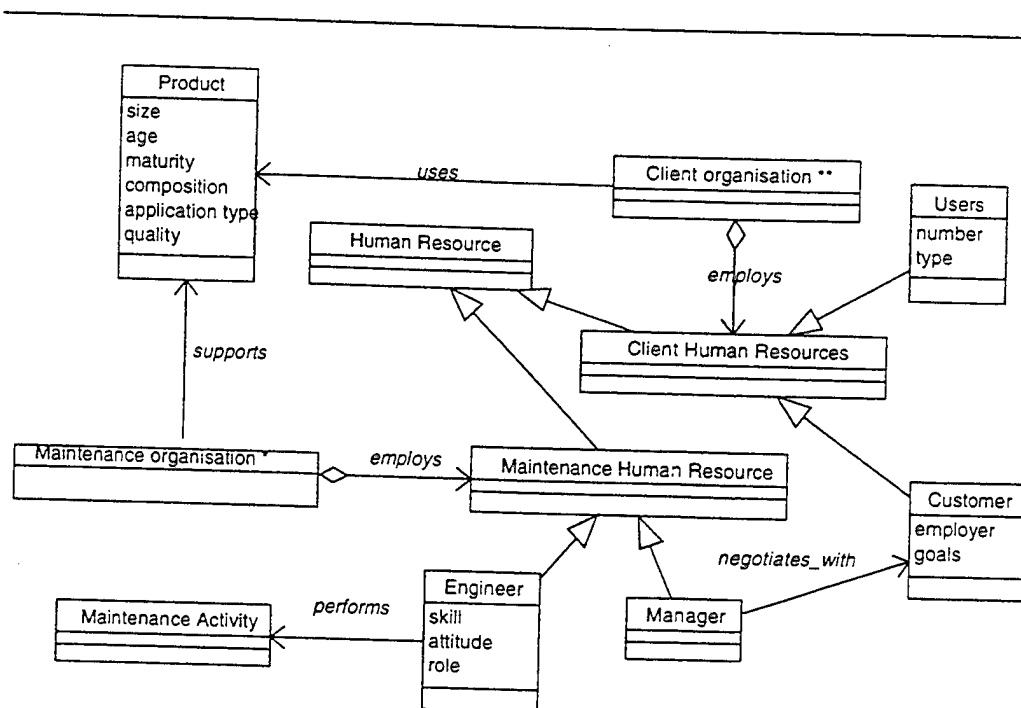 Product
size
age
maturity
composition
application type
quality
uses
Client organisation **
Users
number
type
Human Resource
employs
Client Human Resources
supports
Maintenance organisation *
employs
Maintenance Human Resource
Customer
employer
goals
negotiates_with
Engineer
skill
attitude
role
Manager
performs
Maintenance Activity